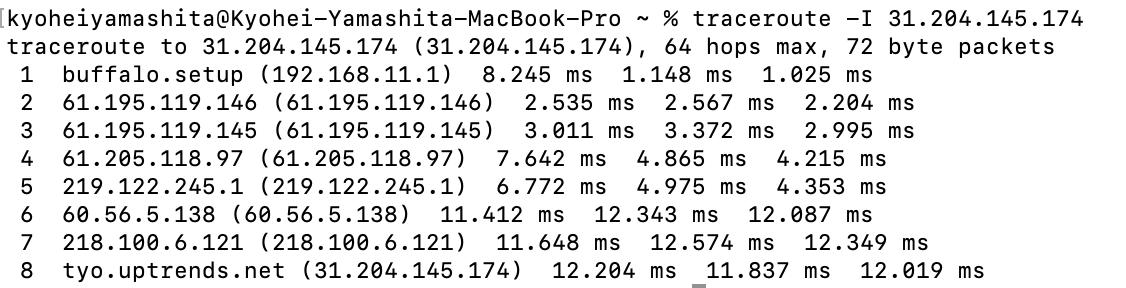 [kyoheiyamashita@Kyohei-Yamashita-MacBook-Pro ~ % traceroute -I 31.204.145.174
traceroute to 31.204.145.174 (31.204.145.174), 64 hops max, 72 byte packets
 1  buffalo.setup (192.168.11.1)  8.245 ms  1.148 ms  1.025 ms
 2  61.195.119.146 (61.195.119.146)  2.535 ms  2.567 ms  2.204 ms
 3  61.195.119.145 (61.195.119.145)  3.011 ms  3.372 ms  2.995 ms
 4  61.205.118.97 (61.205.118.97)  7.642 ms  4.865 ms  4.215 ms
 5  219.122.245.1 (219.122.245.1)  6.772 ms  4.975 ms  4.353 ms
 6  60.56.5.138 (60.56.5.138)  11.412 ms  12.343 ms  12.087 ms
 7  218.100.6.121 (218.100.6.121)  11.648 ms  12.574 ms  12.349 ms
 8  tyo.uptrends.net (31.204.145.174)  12.204 ms  11.837 ms  12.019 ms